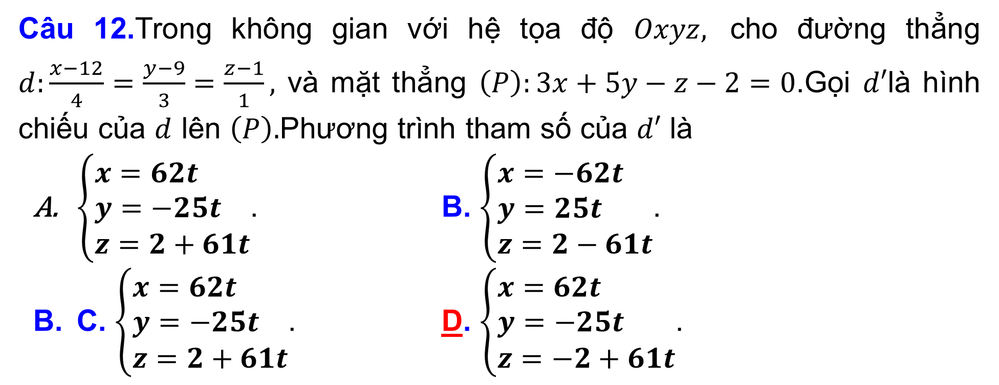 Câu 12.Trong không gian với hệ tọa độ Oxyz, cho đường thẳng
d: \frac{x-12}{4} = \frac{y-9}{3} = \frac{z-1}{1}, và mặt thẳng (P): 3x + 5y − z − 2 = 0.Gọi d′là hình
chiếu của d lên (P).Phương trình tham số của d′ là
A. \begin{cases} x = 62t \\ y = -25t \\ z = 2 + 61t \end{cases}. B. \begin{cases} x = -62t \\ y = 25t \\ z = 2 - 61t \end{cases}.
B. C. \begin{cases} x = 62t \\ y = -25t \\ z = 2 + 61t \end{cases}. D. \begin{cases} x = 62t \\ y = -25t \\ z = -2 + 61t \end{cases}.